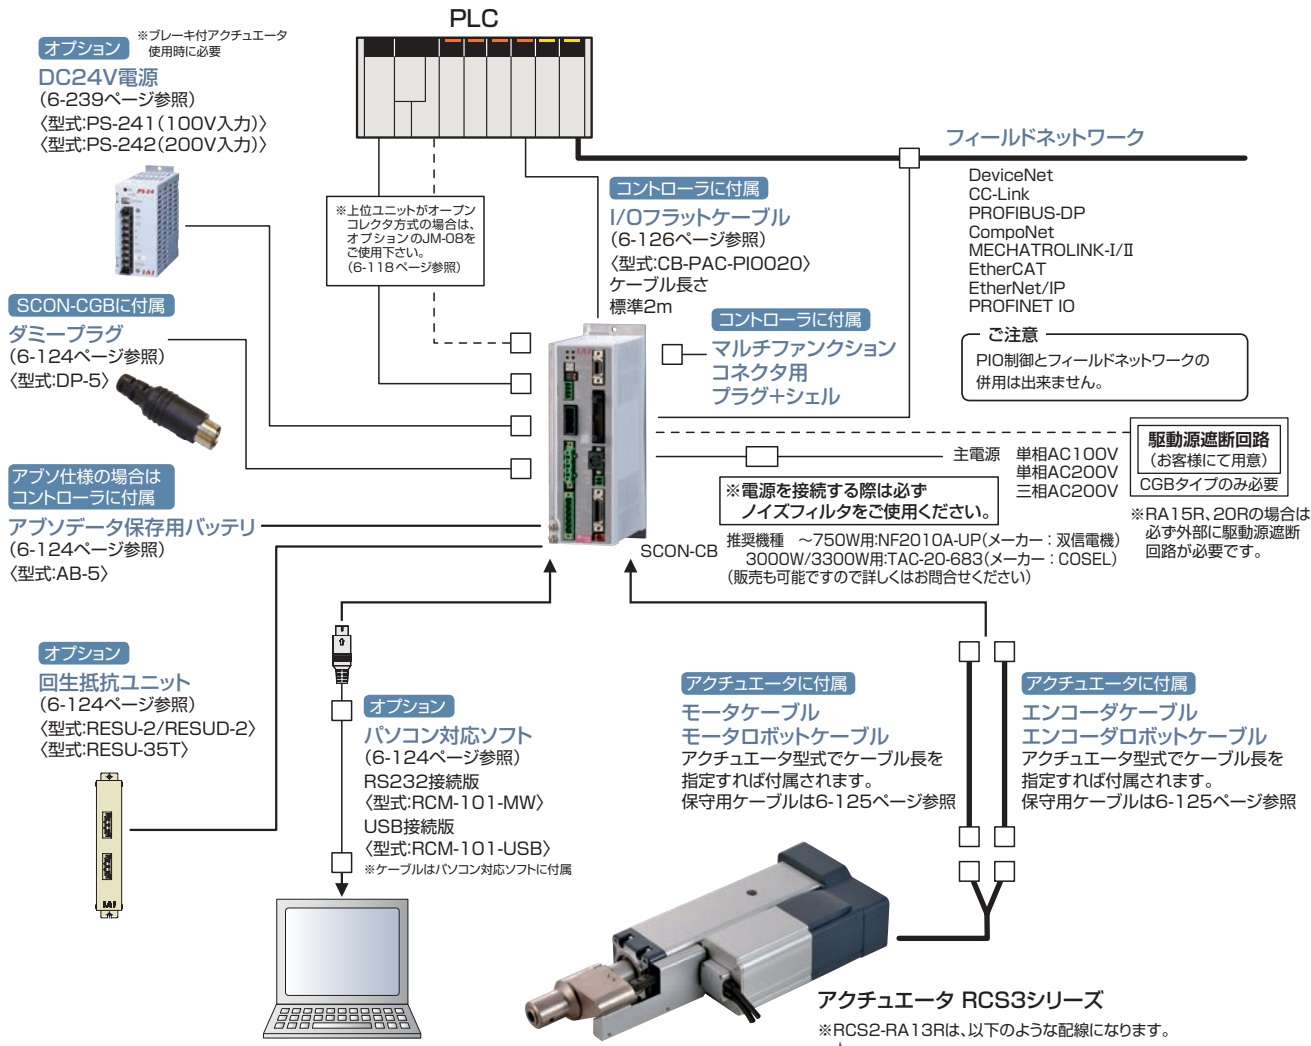 PLC
オプション
※ブレーキ付アクチュエータ
使用時に必要
DC24V電源
(6-239ページ参照)
〈型式:PS-241(100V入力)〉
〈型式:PS-242(200V入力)〉
PS-24
IAI
※上位ユニットがオープン
コレクタ方式の場合は、
オプションのJM-08を
ご使用下さい。
(6-118ページ参照)
コントローラに付属
I/Oフラットケーブル
(6-126ページ参照)
〈型式:CB-PAC-PIO020〉
ケーブル長さ
標準2m
フィールドネットワーク
DeviceNet
CC-Link
PROFIBUS-DP
CompoNet
MECHATROLINK-I/II
EtherCAT
EtherNet/IP
PROFINET IO
ご注意
PIO制御とフィールドネットワークの
併用は出来ません。
SCON-CGBに付属
ダミープラグ
(6-124ページ参照)
〈型式:DP-5〉
コントローラに付属
マルチファンクション
コネクタ用
プラグ+シェル
主電源 単相AC100V
単相AC200V
三相AC200V
駆動源遮断回路
(お客様にて用意)
CGBタイプのみ必要
※RA15R、20Rの場合は
必ず外部に駆動源遮断
回路が必要です。
※電源を接続する際は必ず
ノイズフィルタをご使用ください。
推奨機種 ～750W用:NF2010A-UP(メーカー:双信電機)
3000W/3300W用:TAC-20-683(メーカー:COSEL)
(販売も可能ですので詳しくはお問合せください)
アブソ仕様の場合は
コントローラに付属
アブソデータ保存用バッテリ
(6-124ページ参照)
〈型式:AB-5〉
SCON-CB
オプション
回生抵抗ユニット
(6-124ページ参照)
〈型式:RESU-2/RESUD-2〉
〈型式:RESU-35T〉
IAI
オプション
パソコン対応ソフト
(6-124ページ参照)
RS232接続版
〈型式:RCM-101-MW〉
USB接続版
〈型式:RCM-101-USB〉
※ケーブルはパソコン対応ソフトに付属
アクチュエータに付属
モータケーブル
モータロボットケーブル
アクチュエータ型式でケーブル長を
指定すれば付属されます。
保守用ケーブルは6-125ページ参照
アクチュエータに付属
エンコーダケーブル
エンコーダロボットケーブル
アクチュエータ型式でケーブル長を
指定すれば付属されます。
保守用ケーブルは6-125ページ参照
アクチュエータ RCS3シリーズ
※RCS2-RA13Rは、以下のような配線になります。